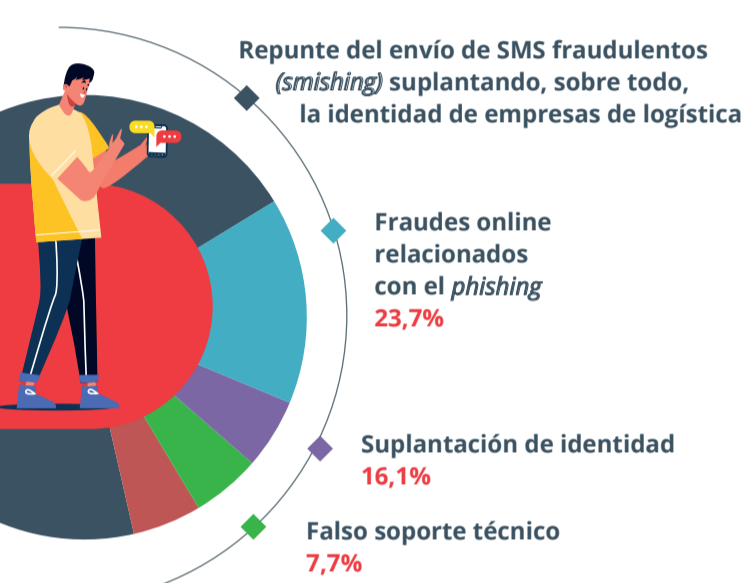 Repunte del envío de SMS fraudulentos
(smishing) suplantando, sobre todo,
la identidad de empresas de logística
Fraudes online
relacionados
con el phishing
23,7%
Suplantación de identidad
16,1%
Falso soporte técnico
7,7%